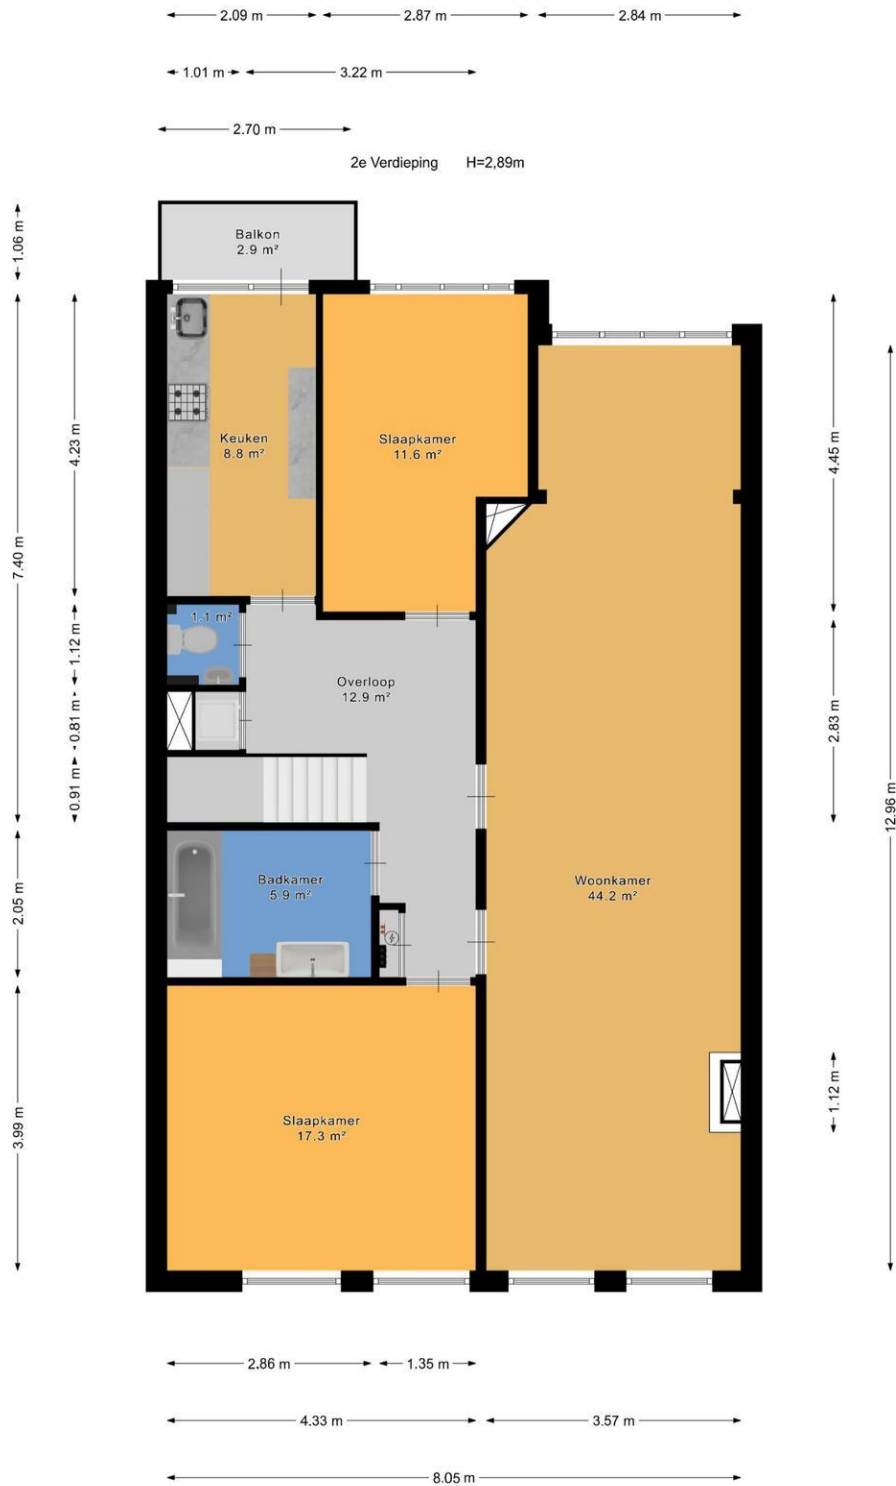 2.09 m
2.87 m
2.84 m
1.01 m
3.22 m
2.70 m
2e Verdieping H=2,89m
1.06 m
Balkon
2.9 m²
Keuken
8.8 m²
Slaapkamer
11.6 m²
4.23 m
4.45 m
7.40 m
1.1 m²
1.12 m
Overloop
12.9 m²
0.81 m
2.83 m
0.91 m
12.96 m
Badkamer
5.9 m²
2.05 m
Woonkamer
44.2 m²
Slaapkamer
17.3 m²
3.99 m
1.12 m
2.86 m
1.35 m
4.33 m
3.57 m
8.05 m